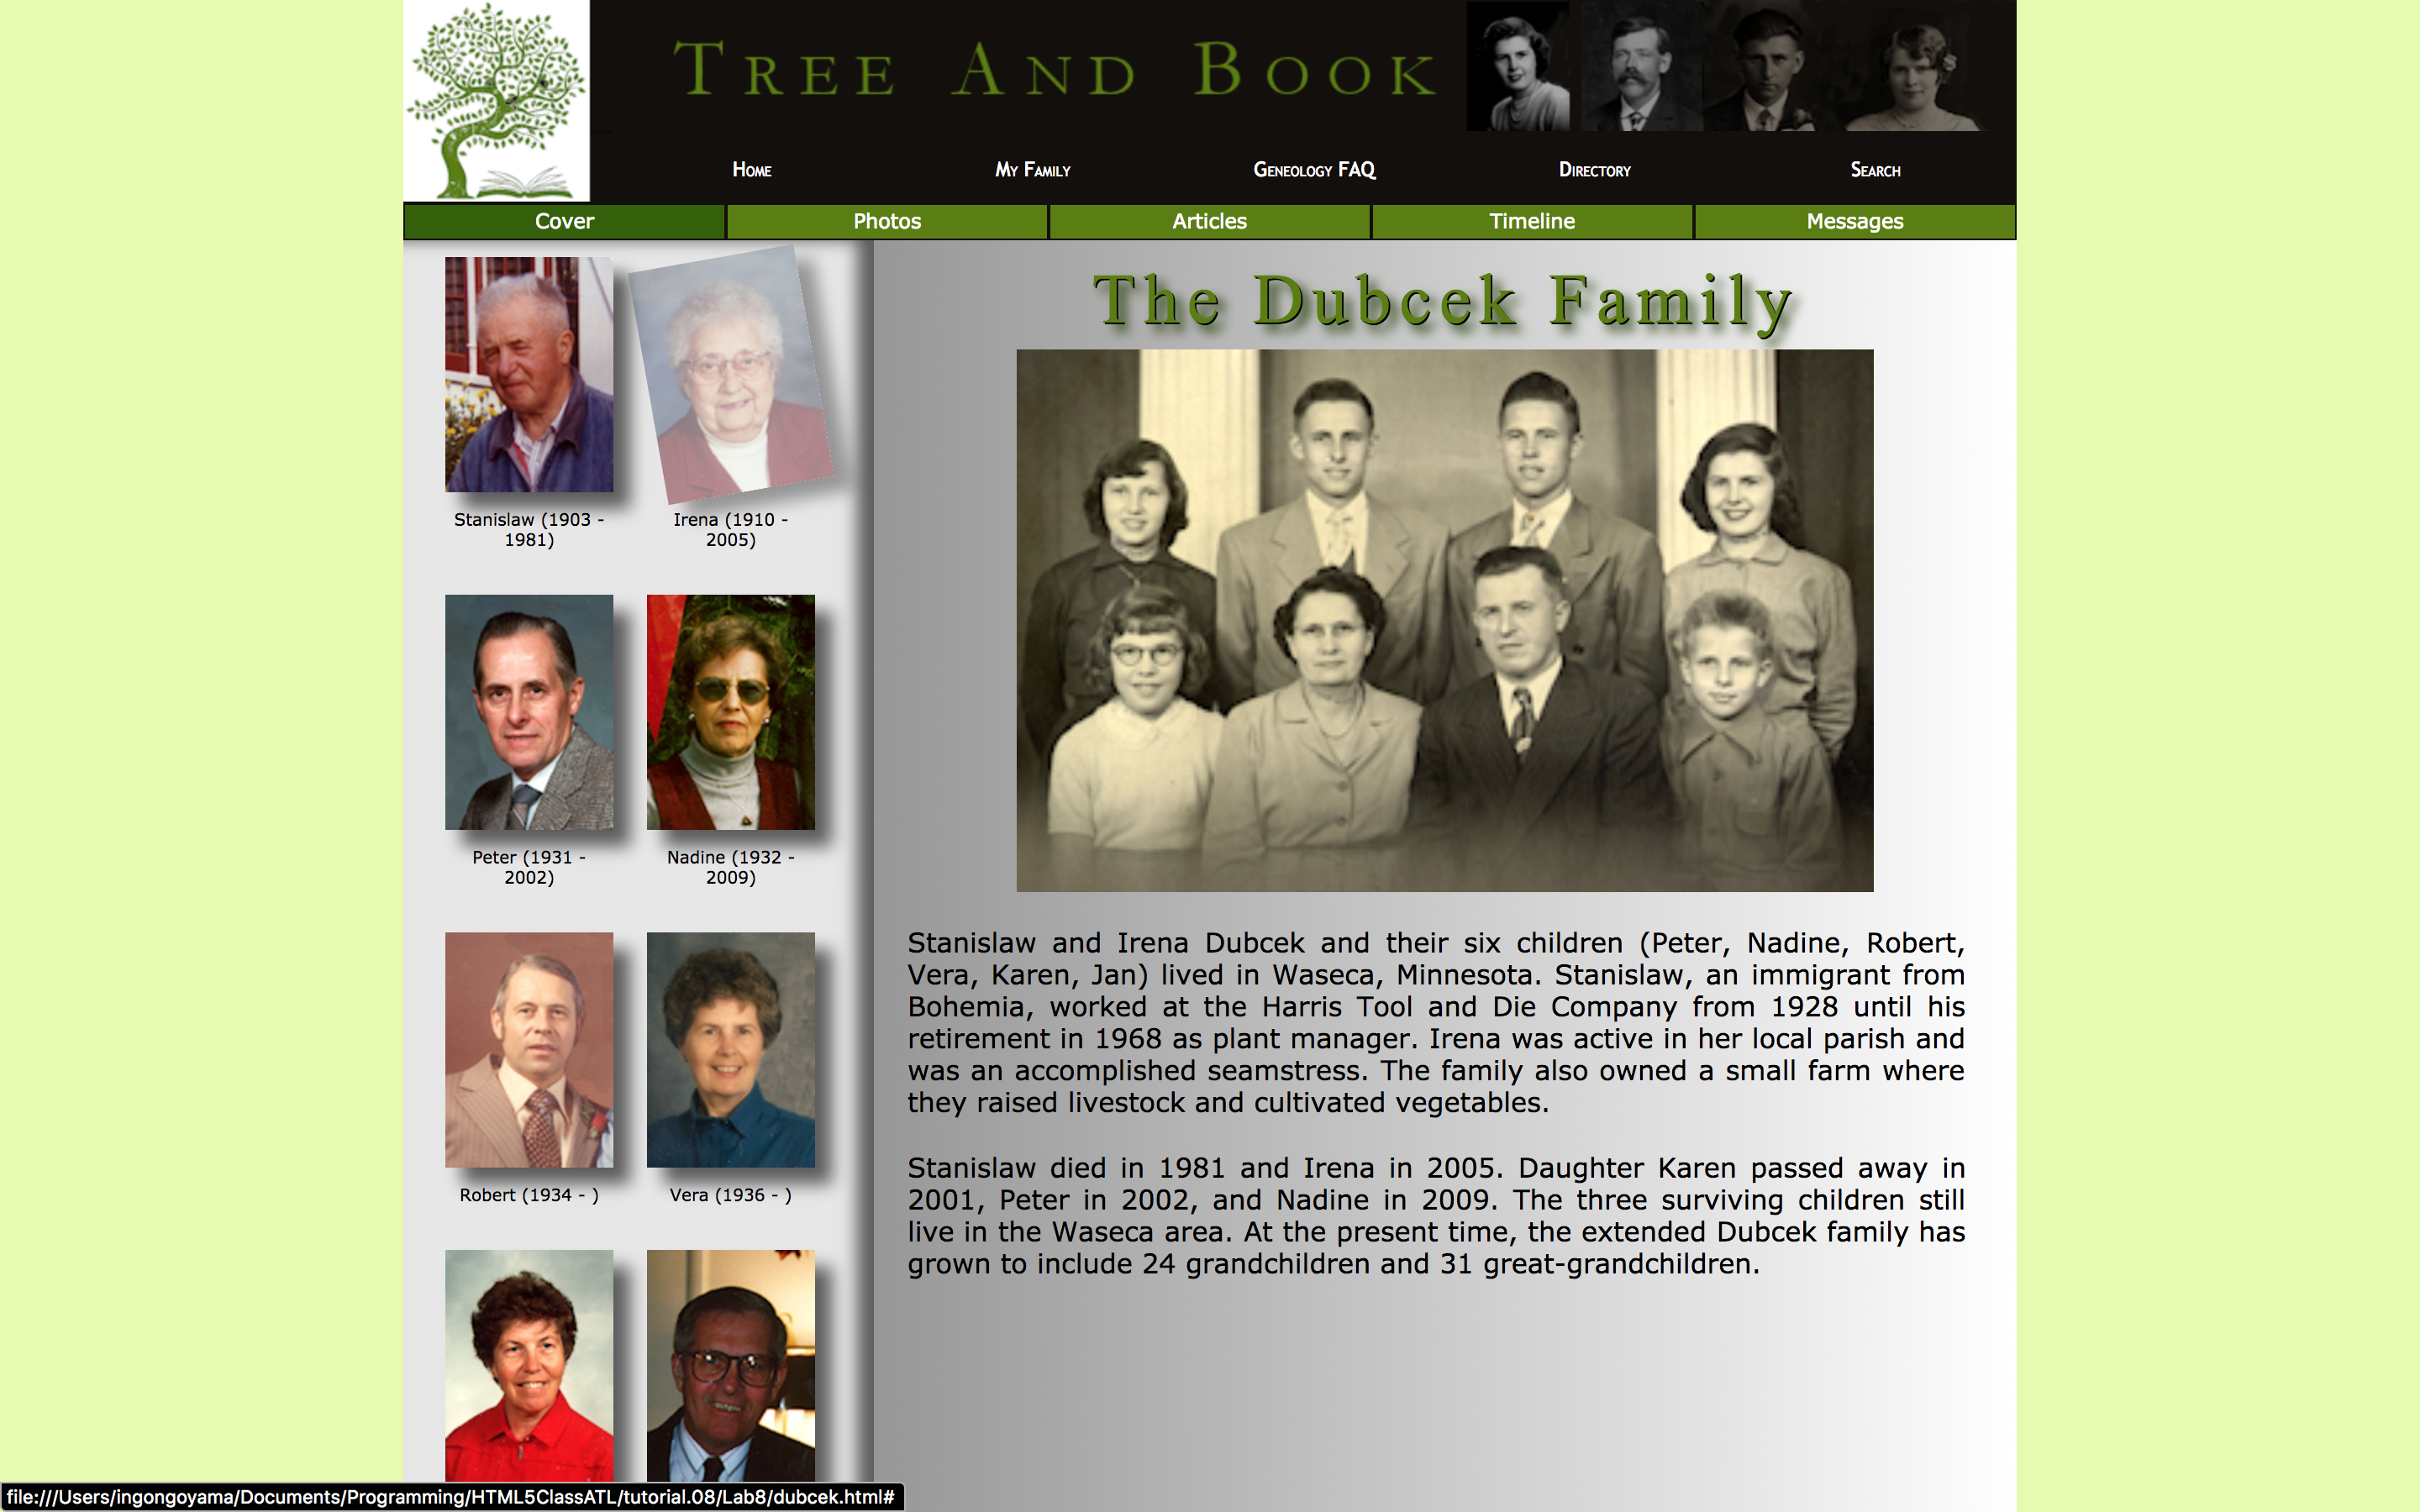 Tree And Book
Home
My Family
Geneology FAQ
Directory
Search
Cover
Photos
Articles
Timeline
Messages
Stanislaw (1903 -
1981)
Irena (1910 -
2005)
Peter (1931 -
2002)
Nadine (1932 -
2009)
Robert (1934 - )
Vera (1936 - )
The Dubcek Family
Stanislaw and Irena Dubcek and their six children (Peter, Nadine, Robert,
Vera, Karen, Jan) lived in Waseca, Minnesota. Stanislaw, an immigrant from
Bohemia, worked at the Harris Tool and Die Company from 1928 until his
retirement in 1968 as plant manager. Irena was active in her local parish and
was an accomplished seamstress. The family also owned a small farm where
they raised livestock and cultivated vegetables.
Stanislaw died in 1981 and Irena in 2005. Daughter Karen passed away in
2001, Peter in 2002, and Nadine in 2009. The three surviving children still
live in the Waseca area. At the present time, the extended Dubcek family has
grown to include 24 grandchildren and 31 great-grandchildren.
file:///Users/ingongoyama/Documents/Programming/HTML5ClassATL/tutorial.08/Lab8/dubcek.html#